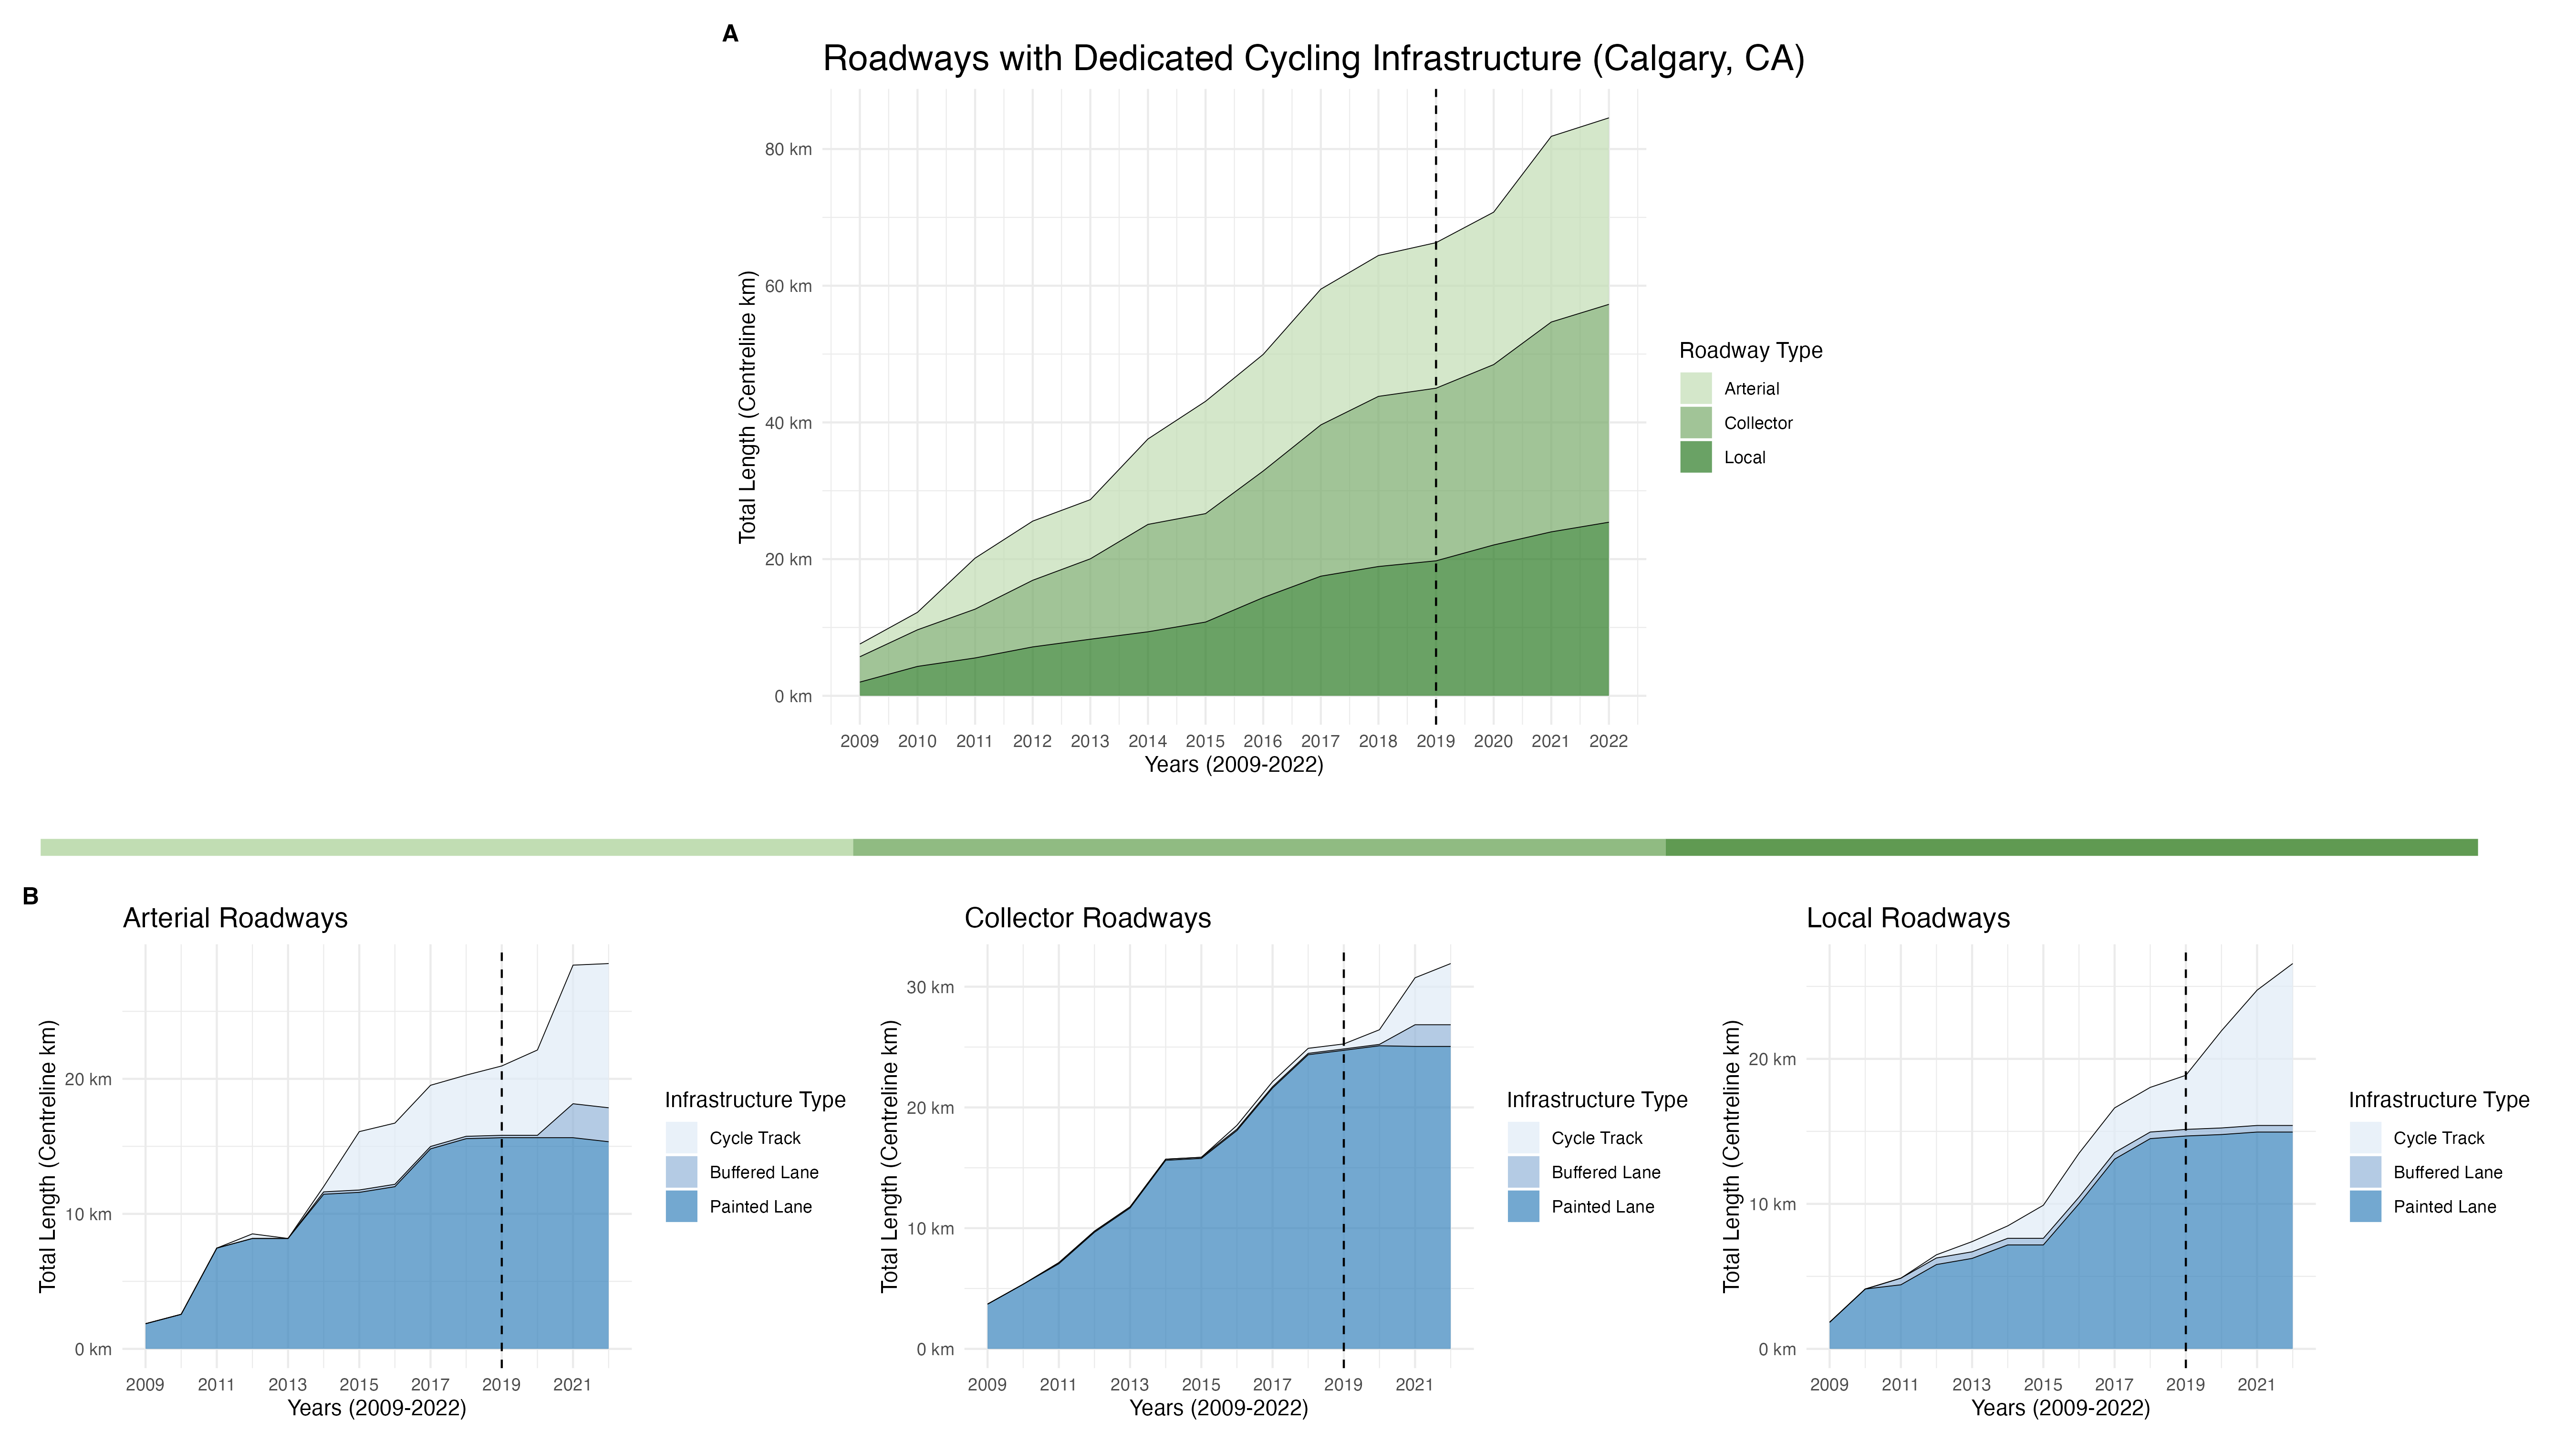 A
Roadways with Dedicated Cycling Infrastructure (Calgary, CA)
Total Length (Centreline km)
80 km
60 km
40 km
20 km
0 km
2009 2010 2011 2012 2013 2014 2015 2016 2017 2018 2019 2020 2021 2022
Years (2009-2022)
Roadway Type
Arterial
Collector
Local
B
Arterial Roadways
Total Length (Centreline km)
20 km
10 km
0 km
2009 2011 2013 2015 2017 2019 2021
Years (2009-2022)
Infrastructure Type
Cycle Track
Buffered Lane
Painted Lane
Collector Roadways
Total Length (Centreline km)
30 km
20 km
10 km
0 km
2009 2011 2013 2015 2017 2019 2021
Years (2009-2022)
Infrastructure Type
Cycle Track
Buffered Lane
Painted Lane
Local Roadways
Total Length (Centreline km)
20 km
10 km
0 km
2009 2011 2013 2015 2017 2019 2021
Years (2009-2022)
Infrastructure Type
Cycle Track
Buffered Lane
Painted Lane